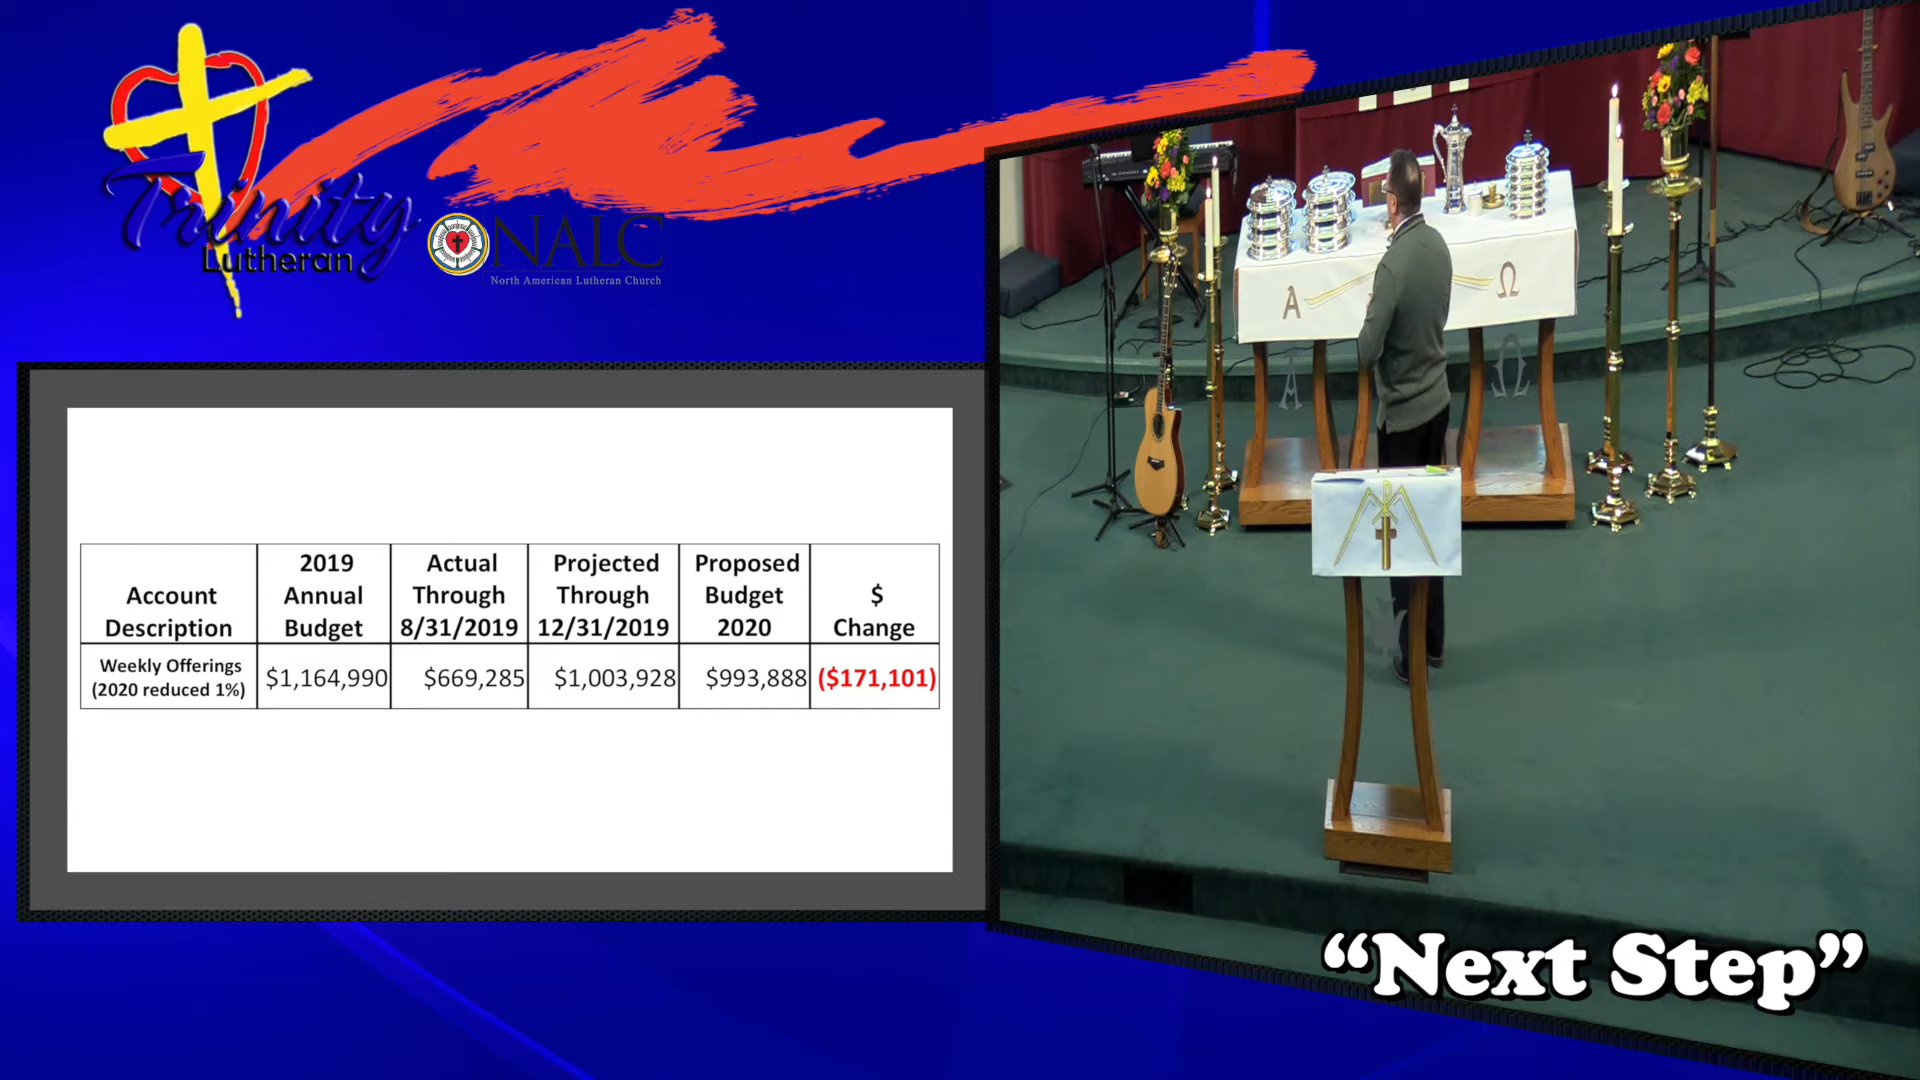 Trinity
Lutheran
NALC
North American Lutheran Church
Account Description
2019 Annual Budget
Actual Through 8/31/2019
Projected Through 12/31/2019
Proposed Budget 2020
$ Change
Weekly Offerings (2020 reduced 1%)
$1,164,990
$669,285
$1,003,928
$993,888
($171,101)
Α
Ω
Α
Ω
“Next Step”